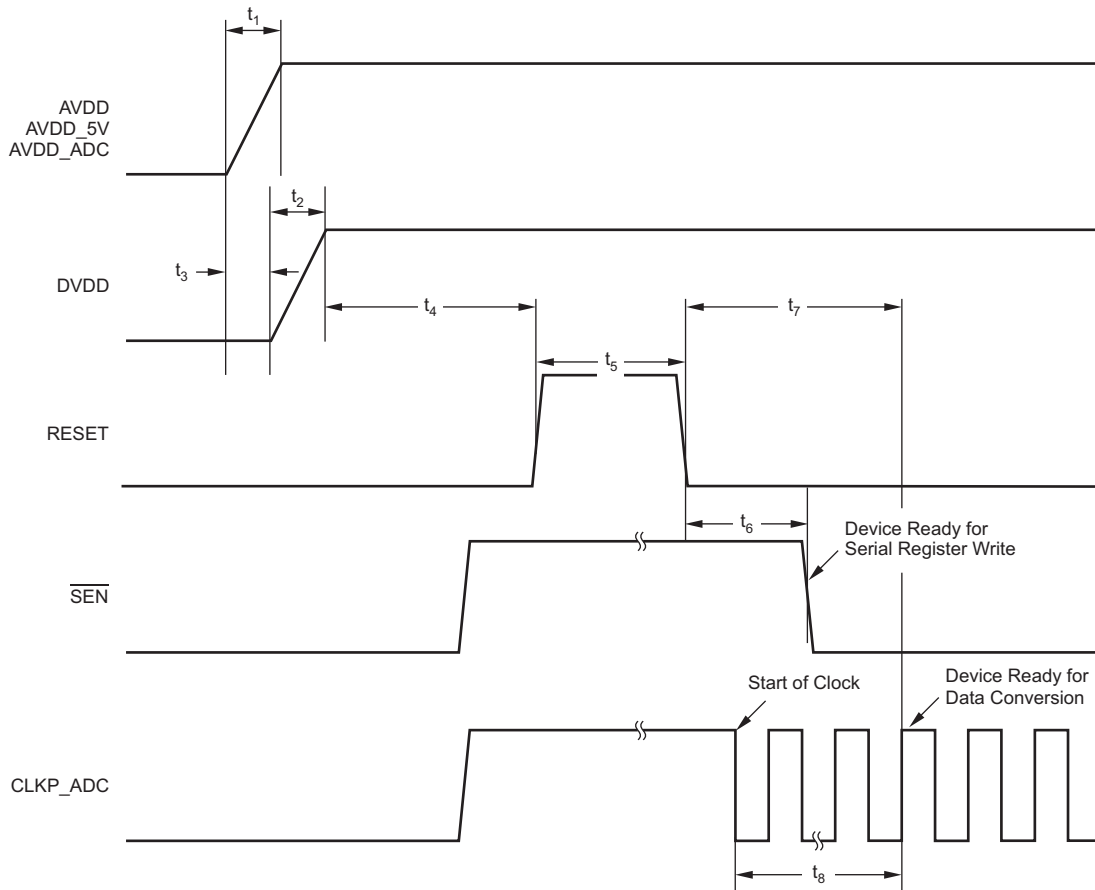 t1
AVDD
AVDD_5V
AVDD_ADC
t2
t3
DVDD
t4
t7
t5
RESET
t6
Device Ready for
Serial Register Write
SEN
Start of Clock
Device Ready for
Data Conversion
CLKP_ADC
t8